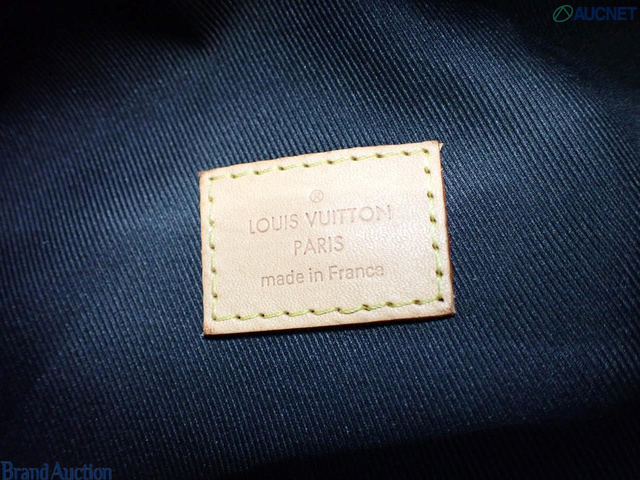 AUCNET
®
LOUIS VUITTON
PARIS
made in France
Brand Auction